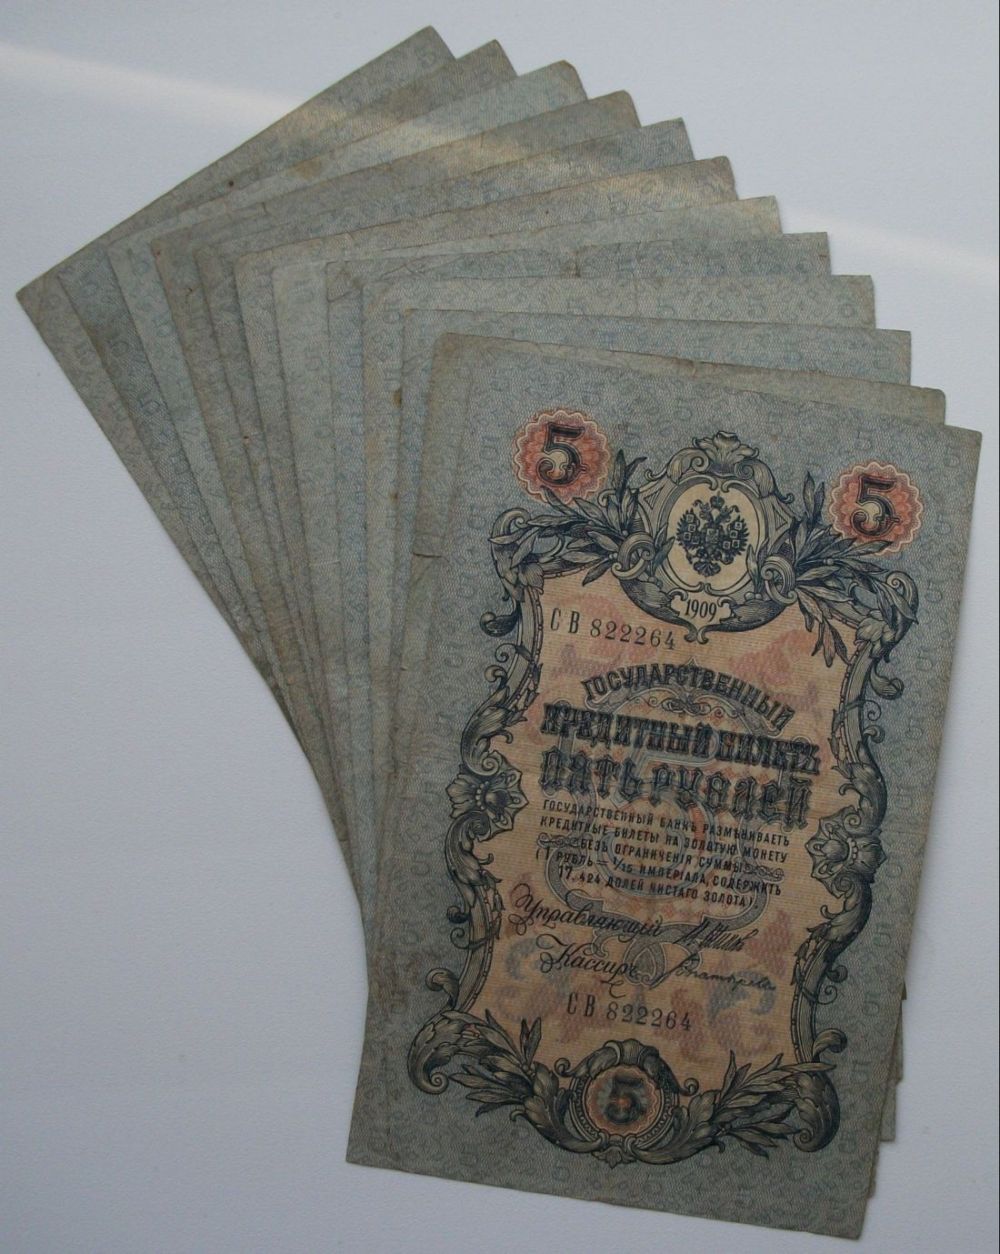 5
5
1909
СВ 822264
ГОСУДАРСТВЕННЫЙ
КРЕДИТНЫЙ БИЛЕТЪ
ПЯТЬ РУБЛЕЙ
ГОСУДАРСТВЕННЫЙ БАНКЪ РАЗМѢНИВАЕТЪ
КРЕДИТНЫЕ БИЛЕТЫ НА ЗОЛОТУЮ МОНЕТУ
БЕЗЪ ОГРАНИЧЕНІЯ СУММЫ
(1 РУБЛЬ = 1/15 ИМПЕРІАЛА, СОДЕРЖИТЪ
17,424 ДОЛЕЙ ЧИСТАГО ЗОЛОТА).
Управляющій
Кассиръ
СВ 822264
5